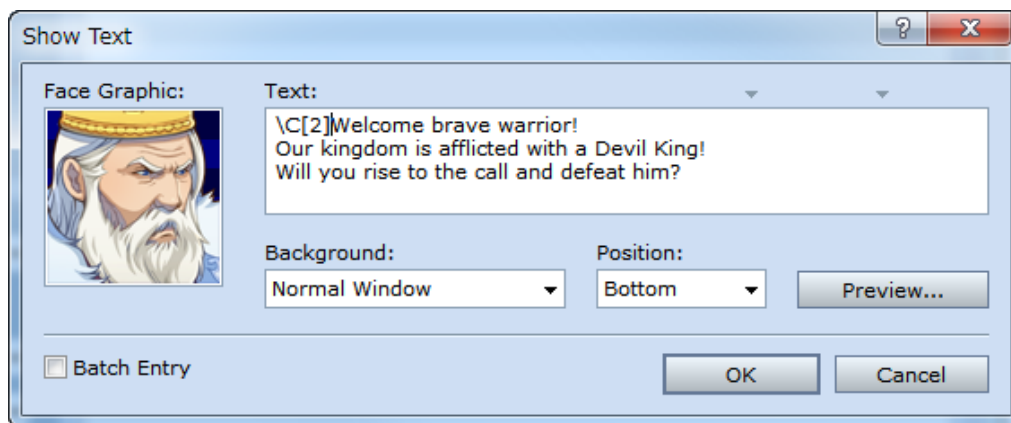 Show Text
?
X
Face Graphic:
Text:
\C[2]Welcome brave warrior!
Our kingdom is afflicted with a Devil King!
Will you rise to the call and defeat him?
Background:
Position:
Normal Window
Bottom
Preview...
Batch Entry
OK
Cancel